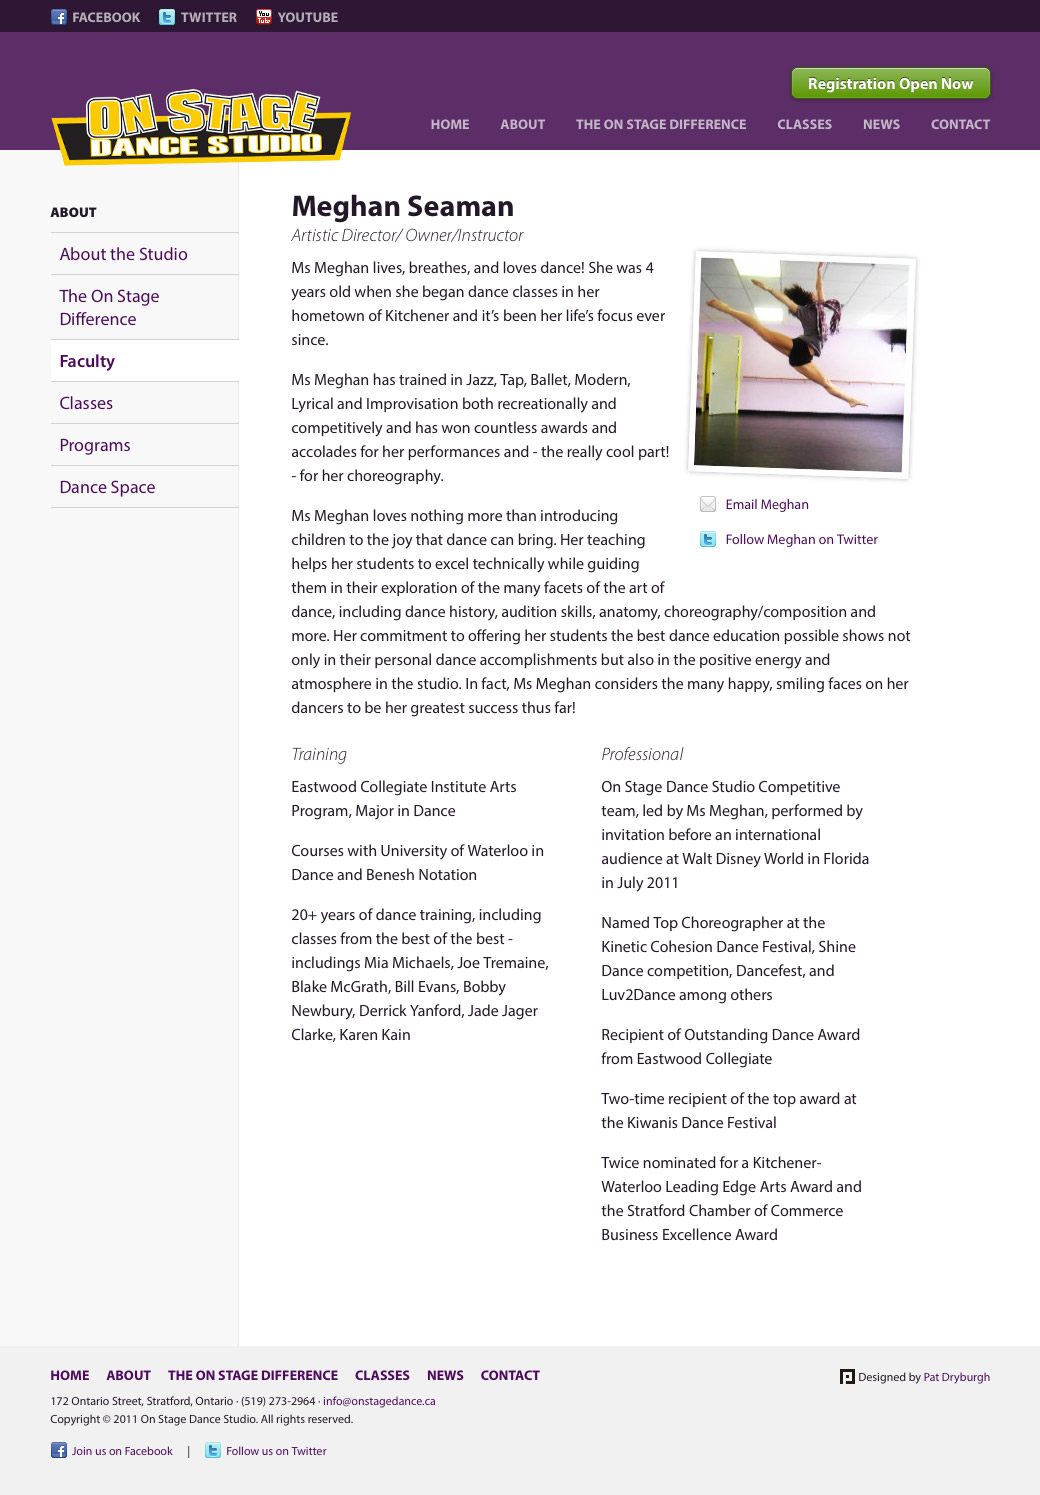 FACEBOOK TWITTER YOUTUBE
Registration Open Now
ON STAGE
DANCE STUDIO
HOME ABOUT THE ON STAGE DIFFERENCE CLASSES NEWS CONTACT
ABOUT
About the Studio
The On Stage
Difference
Faculty
Classes
Programs
Dance Space
Meghan Seaman
Artistic Director/ Owner/Instructor
Ms Meghan lives, breathes, and loves dance! She was 4
years old when she began dance classes in her
hometown of Kitchener and it's been her life's focus ever
since.
Ms Meghan has trained in Jazz, Tap, Ballet, Modern,
Lyrical and Improvisation both recreationally and
competitively and has won countless awards and
accolades for her performances and - the really cool part!
- for her choreography.
Email Meghan
Follow Meghan on Twitter
Ms Meghan loves nothing more than introducing
children to the joy that dance can bring. Her teaching
helps her students to excel technically while guiding
them in their exploration of the many facets of the art of
dance, including dance history, audition skills, anatomy, choreography/composition and
more. Her commitment to offering her students the best dance education possible shows not
only in their personal dance accomplishments but also in the positive energy and
atmosphere in the studio. In fact, Ms Meghan considers the many happy, smiling faces on her
dancers to be her greatest success thus far!
Training
Eastwood Collegiate Institute Arts
Program, Major in Dance
Courses with University of Waterloo in
Dance and Benesh Notation
20+ years of dance training, including
classes from the best of the best -
includings Mia Michaels, Joe Tremaine,
Blake McGrath, Bill Evans, Bobby
Newbury, Derrick Yanford, Jade Jager
Clarke, Karen Kain
Professional
On Stage Dance Studio Competitive
team, led by Ms Meghan, performed by
invitation before an international
audience at Walt Disney World in Florida
in July 2011
Named Top Choreographer at the
Kinetic Cohesion Dance Festival, Shine
Dance competition, Dancefest, and
Luv2Dance among others
Recipient of Outstanding Dance Award
from Eastwood Collegiate
Two-time recipient of the top award at
the Kiwanis Dance Festival
Twice nominated for a Kitchener-
Waterloo Leading Edge Arts Award and
the Stratford Chamber of Commerce
Business Excellence Award
HOME ABOUT THE ON STAGE DIFFERENCE CLASSES NEWS CONTACT
172 Ontario Street, Stratford, Ontario · (519) 273-2964 · info@onstagedance.ca
Copyright © 2011 On Stage Dance Studio. All rights reserved.
Join us on Facebook | Follow us on Twitter
Designed by Pat Dryburgh